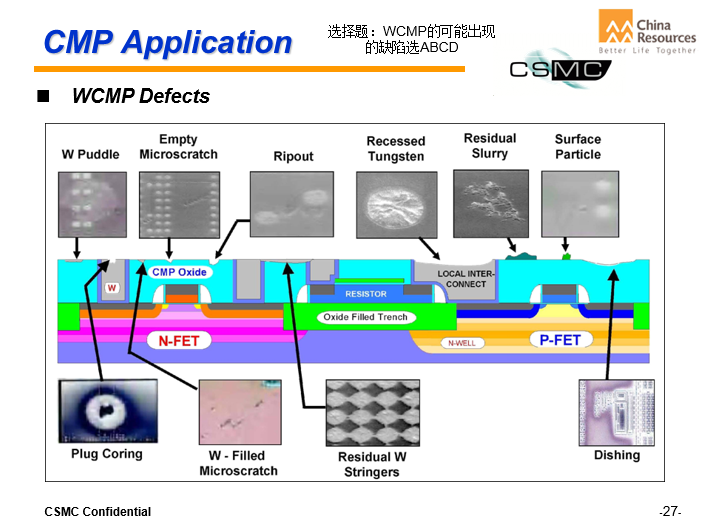 CMP Application
选择题：WCMP的可能出现
的缺陷选ABCD
China
Resources
Better Life Together
CSMC
WCMP Defects
W Puddle
Empty
Microscratch
Ripout
Recessed
Tungsten
Residual
Slurry
Surface
Particle
CMP Oxide
W
LOCAL INTER-
CONNECT
RESISTOR
Oxide Filled Trench
N-FET
N-WELL
P-FET
Plug Coring
W - Filled
Microscratch
Residual W
Stringers
Dishing
CSMC Confidential
-27-